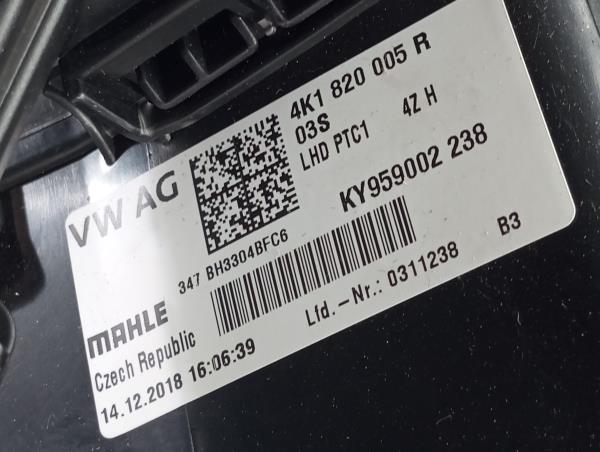 VW AG
4K1 820 005 R
03S
LHD PTC1 4Z H
KY959002 238
347 BH3304BFC6
MAHLE
Czech Republic
14.12.2018 16:06:39
Lfd.-Nr.: 0311238
B3